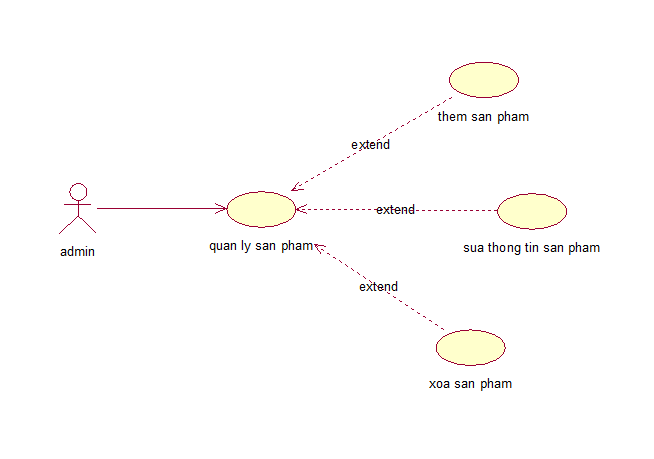 them san pham
extend
extend
admin
quan ly san pham
sua thong tin san pham
extend
xoa san pham